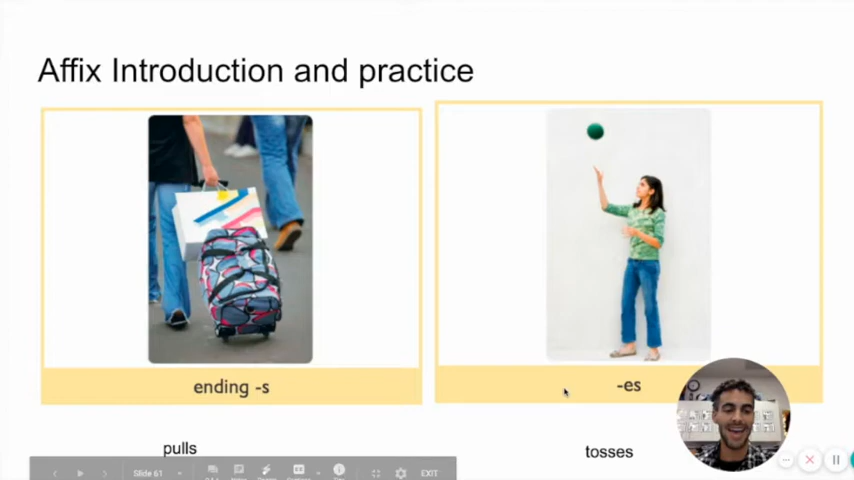 Affix Introduction and practice
ending -s
-es
pulls
tosses
Slide 61
EXIT